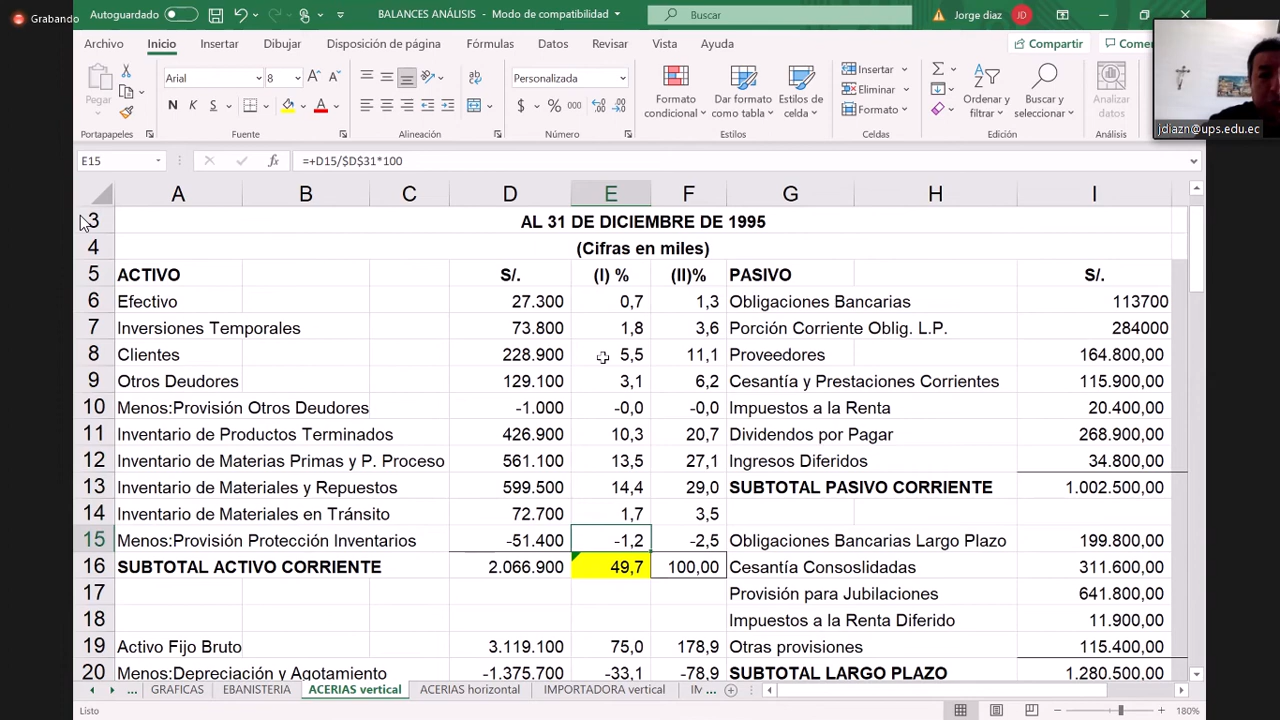 Grabando
Autoguardado
BALANCES ANÁLISIS - Modo de compatibilidad
Buscar
Jorge diaz
JD
Archivo Inicio Insertar Dibujar Disposición de página Fórmulas Datos Revisar Vista Ayuda
Compartir
Comen
Pegar
Arial 8
N K S
Personalizada
$ % 000
Formato condicional
Dar formato como tabla
Estilos de celda
Insertar
Eliminar
Formato
Ordenar y filtrar
Buscar y seleccionar
Analizar datos
Portapapeles Fuente Alineación Número Estilos Celdas Edición Análisis
jdiazn@ups.edu.ec
E15 fx =+D15/$D$31*100
A B C D E F G H I
3 AL 31 DE DICIEMBRE DE 1995
4 (Cifras en miles)
5 ACTIVO S/. (I) % (II)% PASIVO S/.
6 Efectivo 27.300 0,7 1,3 Obligaciones Bancarias 113700
7 Inversiones Temporales 73.800 1,8 3,6 Porción Corriente Oblig. L.P. 284000
8 Clientes 228.900 5,5 11,1 Proveedores 164.800,00
9 Otros Deudores 129.100 3,1 6,2 Cesantía y Prestaciones Corrientes 115.900,00
10 Menos:Provisión Otros Deudores -1.000 -0,0 -0,0 Impuestos a la Renta 20.400,00
11 Inventario de Productos Terminados 426.900 10,3 20,7 Dividendos por Pagar 268.900,00
12 Inventario de Materias Primas y P. Proceso 561.100 13,5 27,1 Ingresos Diferidos 34.800,00
13 Inventario de Materiales y Repuestos 599.500 14,4 29,0 SUBTOTAL PASIVO CORRIENTE 1.002.500,00
14 Inventario de Materiales en Tránsito 72.700 1,7 3,5
15 Menos:Provisión Protección Inventarios -51.400 -1,2 -2,5 Obligaciones Bancarias Largo Plazo 199.800,00
16 SUBTOTAL ACTIVO CORRIENTE 2.066.900 49,7 100,00 Cesantía Consoslidadas 311.600,00
17 Provisión para Jubilaciones 641.800,00
18 Impuestos a la Renta Diferido 11.900,00
19 Activo Fijo Bruto 3.119.100 75,0 178,9 Otras provisiones 115.400,00
20 Menos:Depreciación y Agotamiento -1.375.700 -33,1 -78,9 SUBTOTAL LARGO PLAZO 1.280.500,00
... GRAFICAS EBANISTERIA ACERIAS vertical ACERIAS horizontal IMPORTADORA vertical IM ...
Listo
180%